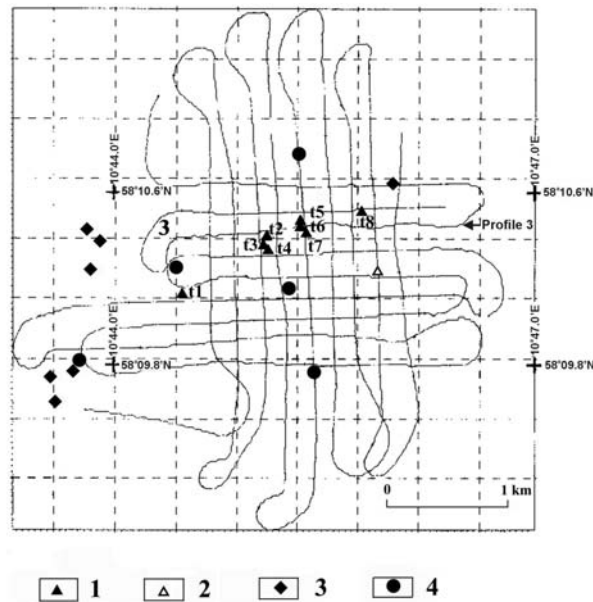 10°44.0'E
10°47.0'E
58°10.6'N
58°10.6'N
3
t5
t8
t2
t6
Profile 3
t3
t4
t7
t1
10°44.0'E
10°47.0'E
58°09.8'N
58°09.8'N
0 1 km
1 2 3 4